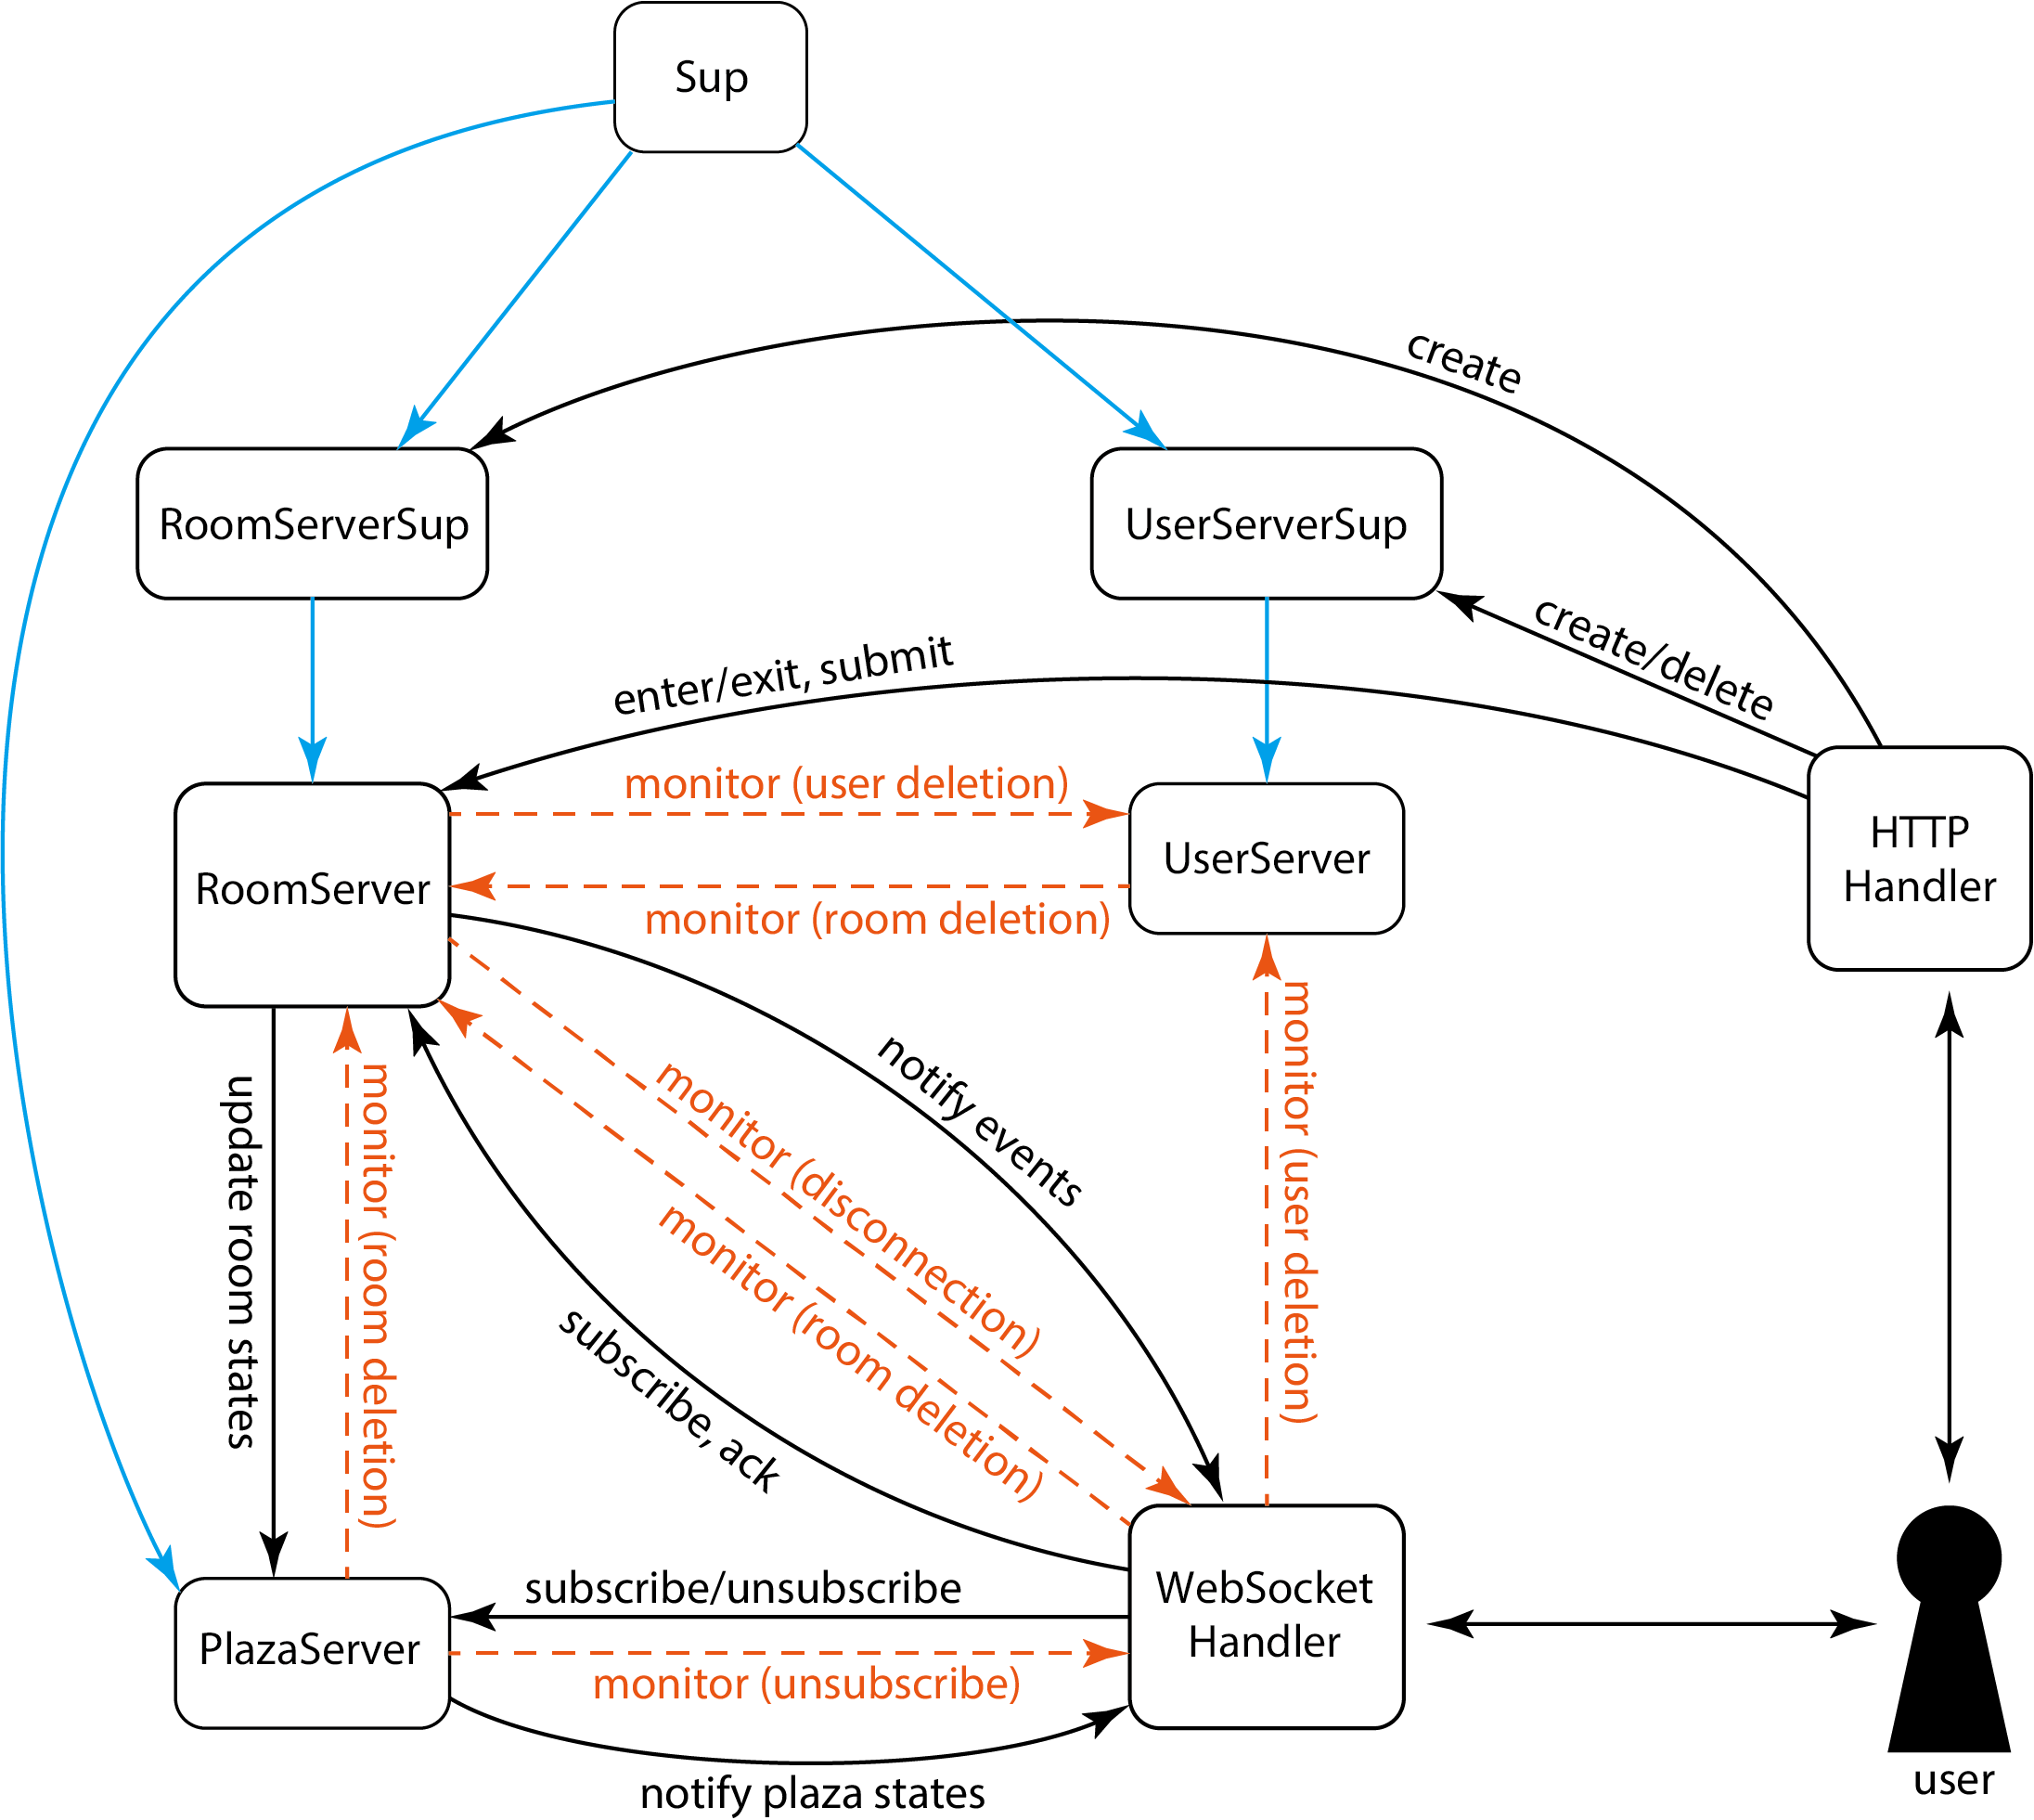 Sup
create
RoomServerSup
UserServerSup
create/delete
enter/exit, submit
monitor (user deletion)
HTTP
Handler
UserServer
RoomServer
monitor (room deletion)
notify events
monitor (user deletion)
update room states
monitor (room deletion)
monitor (disconnection)
monitor (room deletion)
subscribe, ack
subscribe/unsubscribe
WebSocket
Handler
PlazaServer
monitor (unsubscribe)
notify plaza states
user